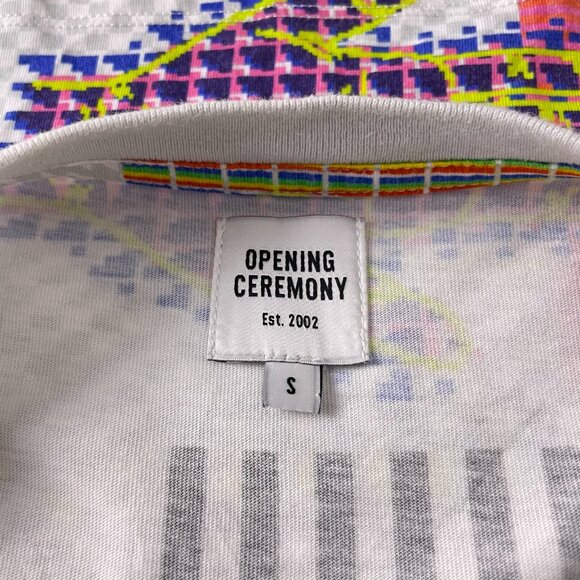 OPENING
CEREMONY
Est. 2002
S